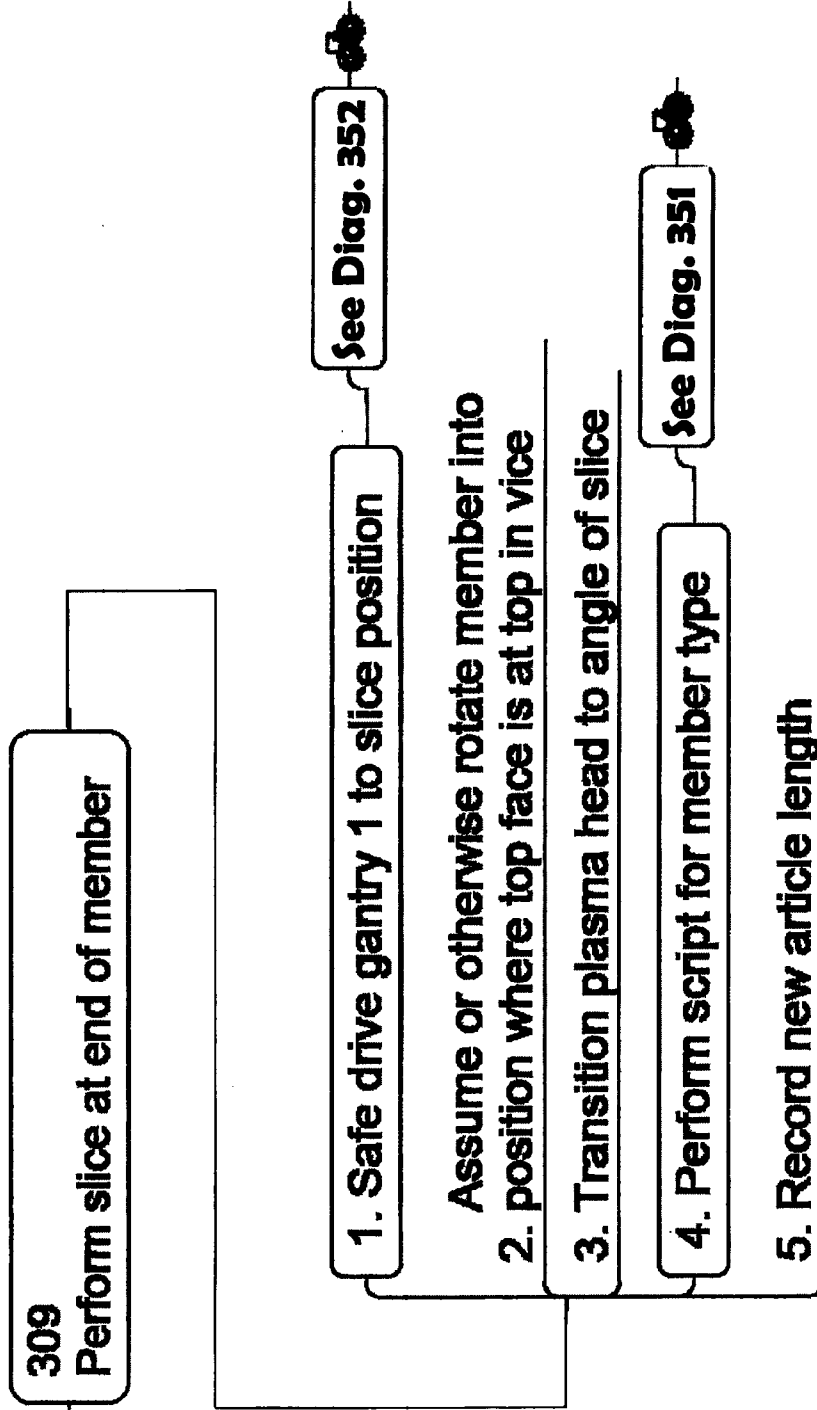 309
Perform slice at end of member
1. Safe drive gantry 1 to slice position
See Diag. 352
Assume or otherwise rotate member into
2. position where top face is at top in vice
3. Transition plasma head to angle of slice
4. Perform script for member type
See Diag. 351
5. Record new article length